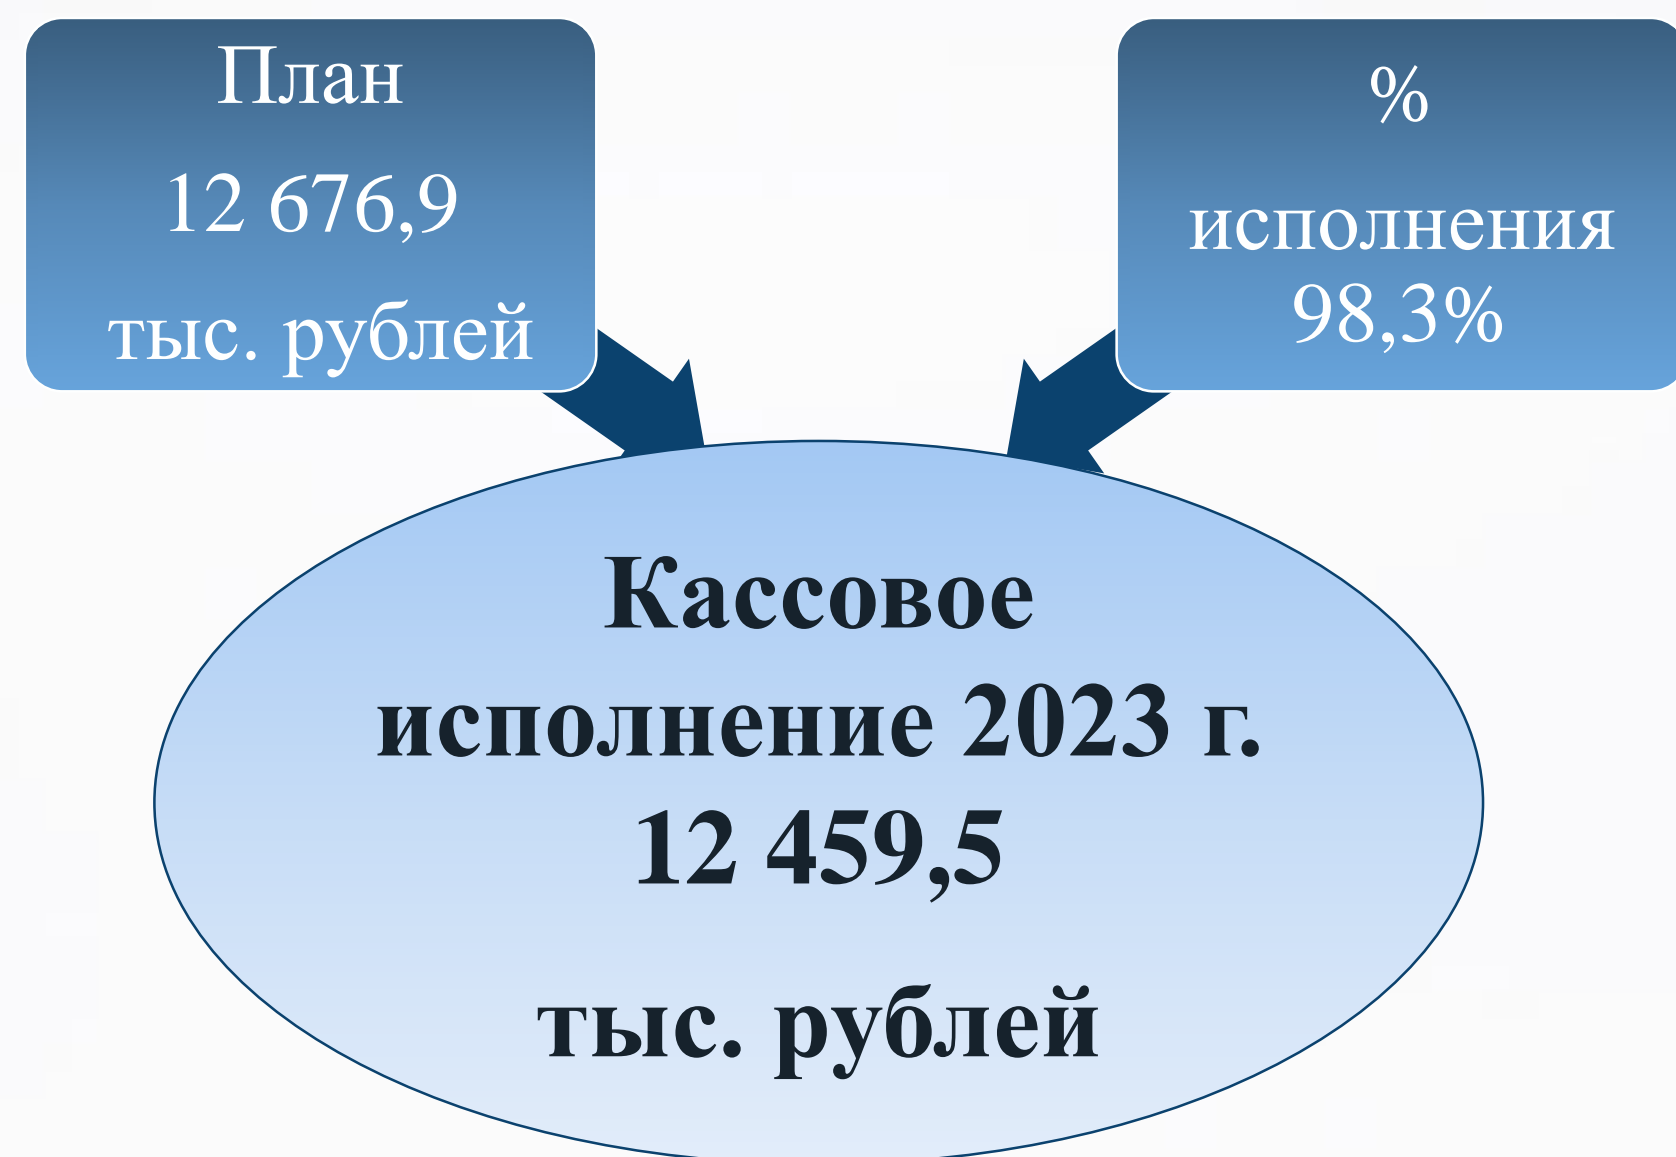 План
12 676,9
тыс. рублей
%
исполнения
98,3%
Кассовое
исполнение 2023 г.
12 459,5
тыс. рублей